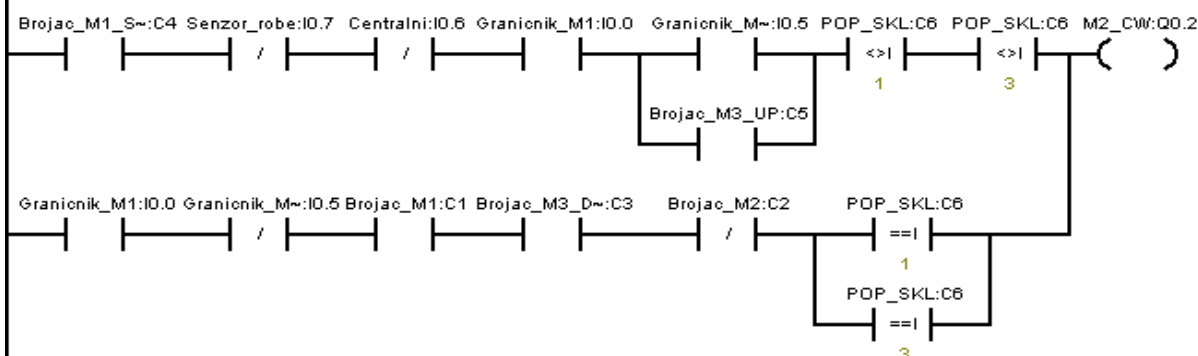 Brojac_M1_S~:C4 Senzor_robe:I0.7 Centralni:I0.6 Granicnik_M1:I0.0 Granicnik_M~:I0.5 POP_SKL:C6 POP_SKL:C6 M2_CW:Q0.2
/ / <>I <>I
1 3
Brojac_M3_UP:C5
Granicnik_M1:I0.0 Granicnik_M~:I0.5 Brojac_M1:C1 Brojac_M3_D~:C3 Brojac_M2:C2 POP_SKL:C6
/ / ==I
1
POP_SKL:C6
==I
3